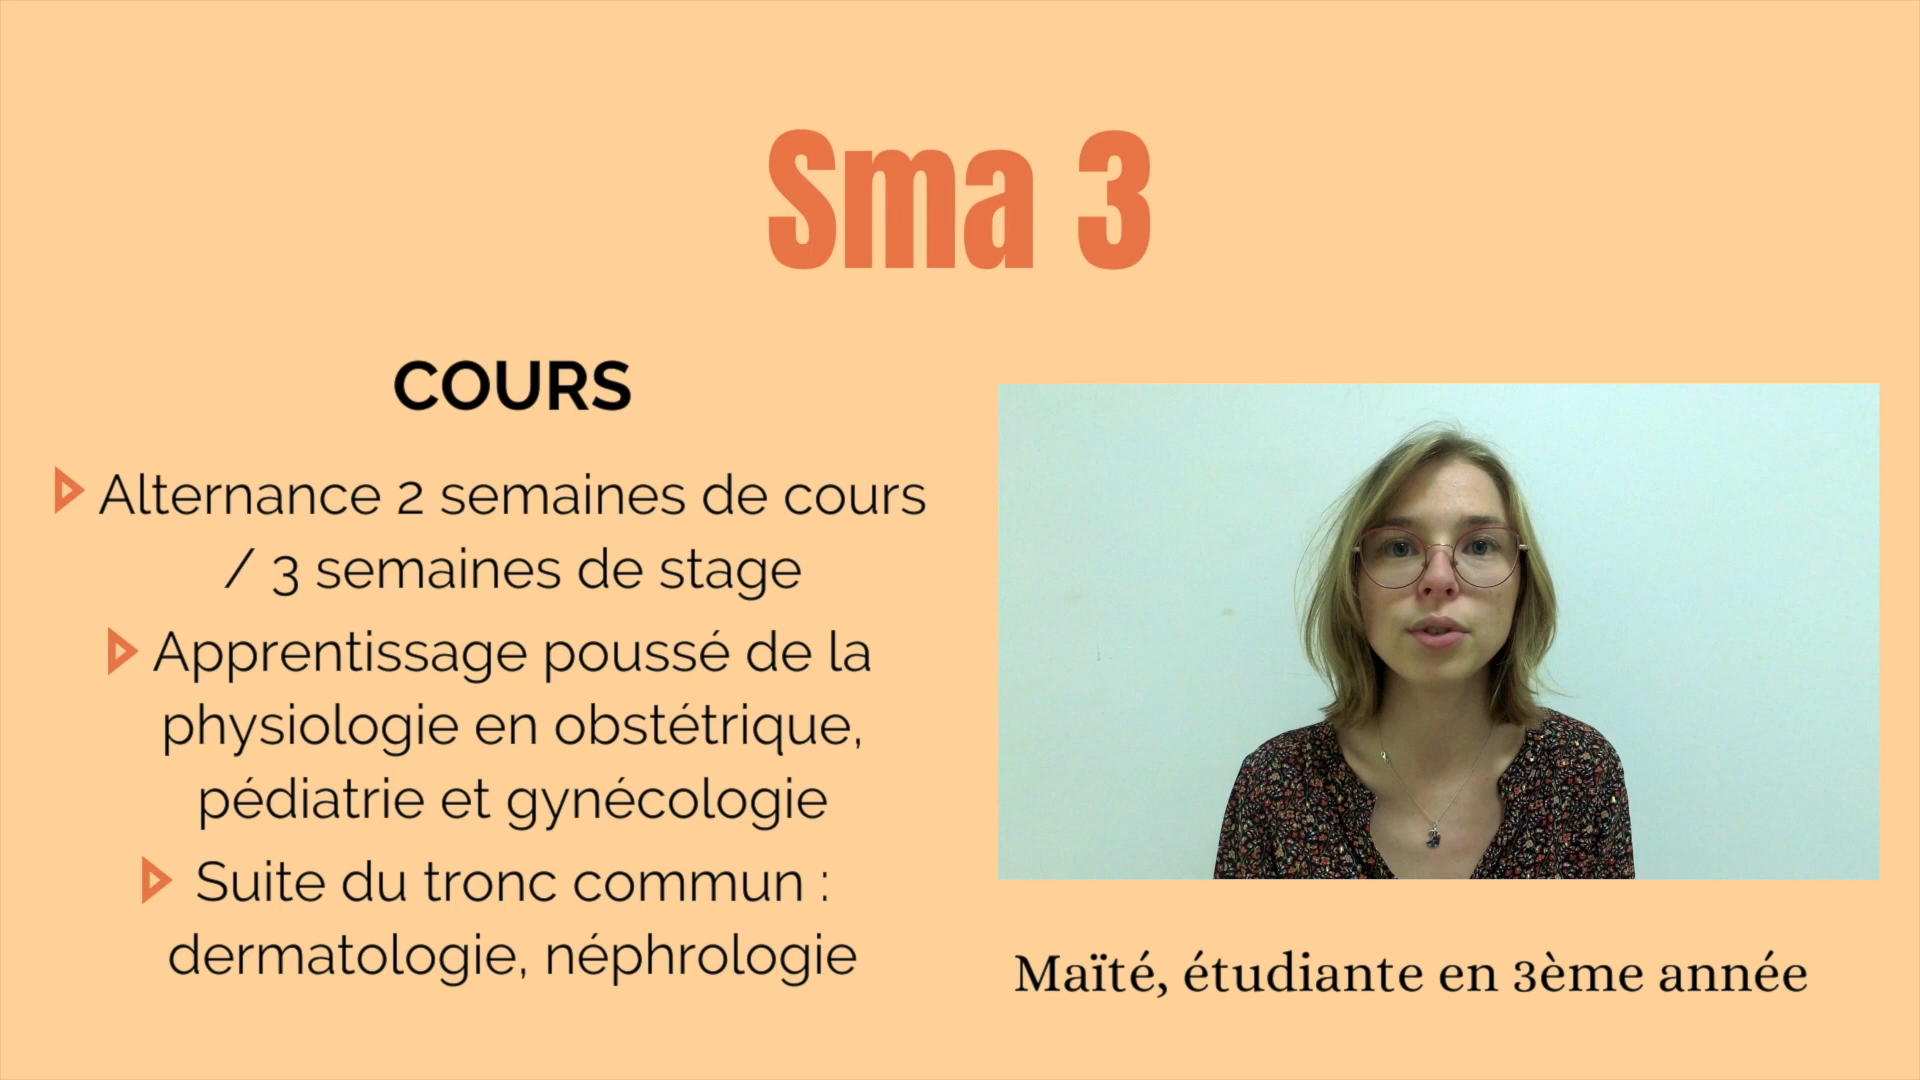 Sma 3
COURS
Alternance 2 semaines de cours
/ 3 semaines de stage
Apprentissage poussé de la
physiologie en obstétrique,
pédiatrie et gynécologie
Suite du tronc commun :
dermatologie, néphrologie
Maïté, étudiante en 3ème année